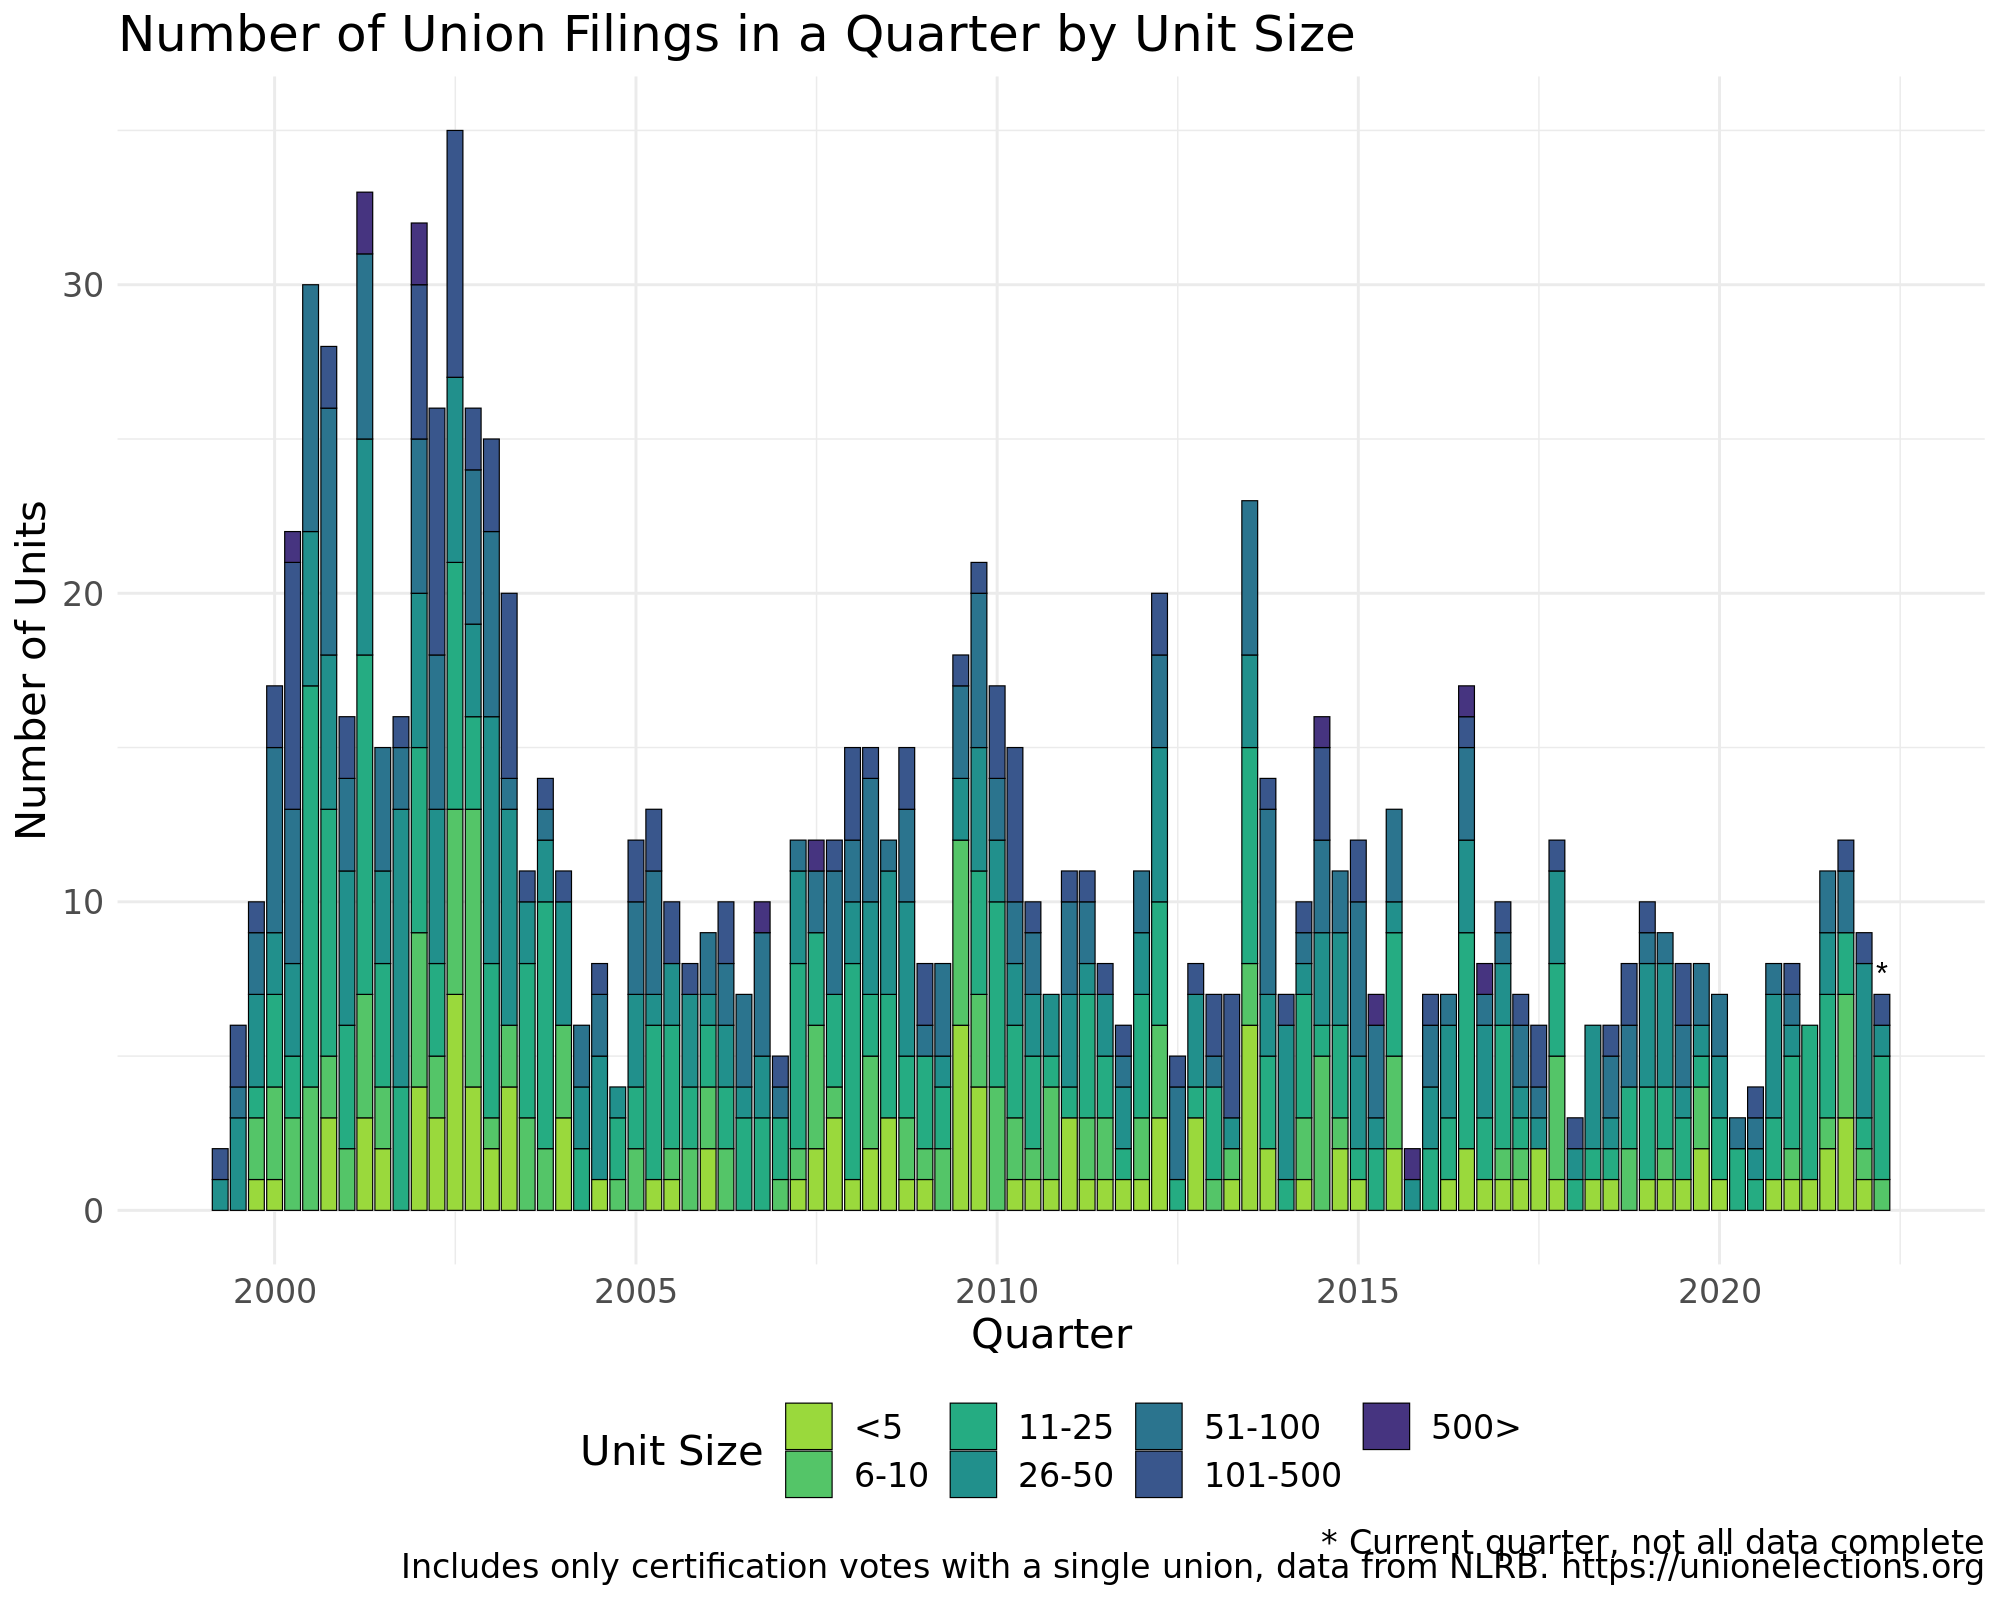 Number of Union Filings in a Quarter by Unit Size
Number of Units
30
20
10
0
*
2000 2005 2010 2015 2020
Quarter
Unit Size
<5 11-25 51-100 500>
6-10 26-50 101-500
* Current quarter, not all data complete
Includes only certification votes with a single union, data from NLRB. https://unionelections.org